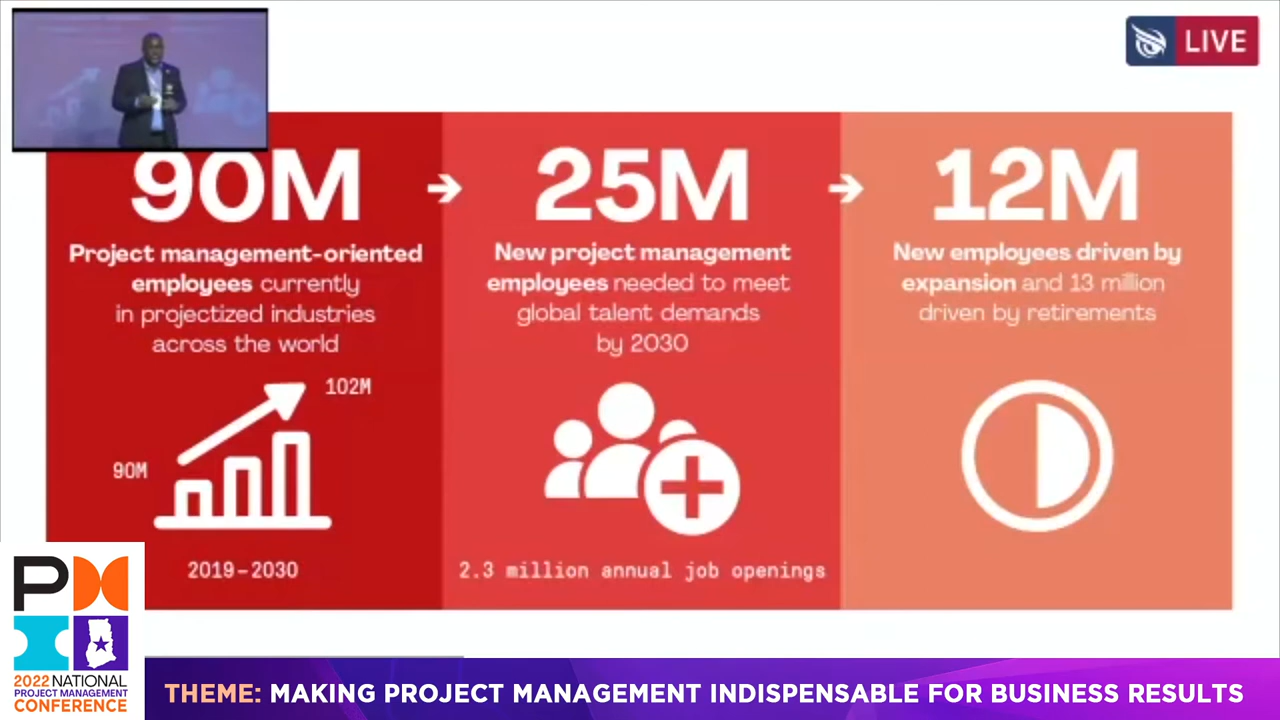 LIVE
90M
Project management-oriented
employees currently
in projectized industries
across the world
102M
90M
2019–2030
25M
New project management
employees needed to meet
global talent demands
by 2030
2.3 million annual job openings
12M
New employees driven by
expansion and 13 million
driven by retirements
PM
2022 NATIONAL
PROJECT MANAGEMENT
CONFERENCE
THEME: MAKING PROJECT MANAGEMENT INDISPENSABLE FOR BUSINESS RESULTS